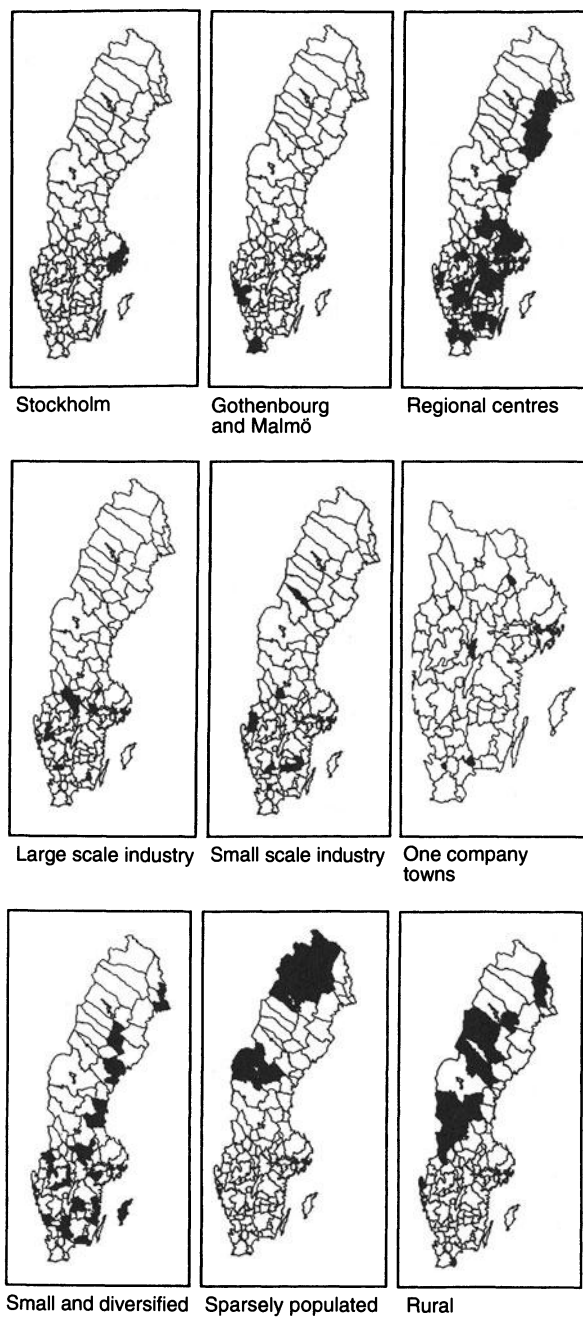 Stockholm
Gothenbourg
and Malmö
Regional centres
Large scale industry
Small scale industry
One company
towns
Small and diversified
Sparsely populated
Rural